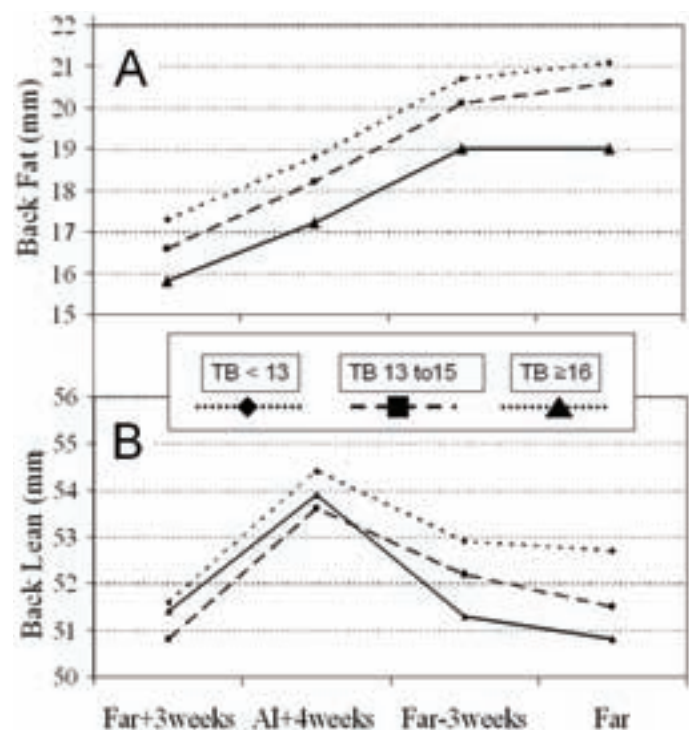 22
A
21
20
19
18
17
16
15
Back Fat (mm)
TB < 13 TB 13 to15 TB ≥16
56
B
55
54
53
52
51
50
Back Lean (mm
Far+3weeks AI+4weeks Far-3weeks Far